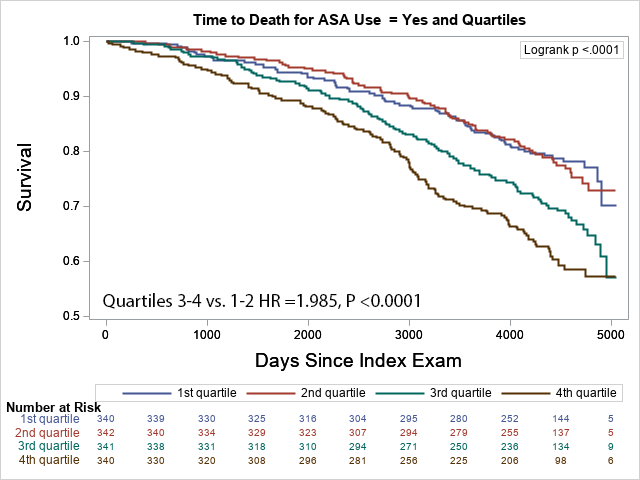 Time to Death for ASA Use = Yes and Quartiles
Logrank p <.0001
1.0
0.9
0.8
0.7
0.6
0.5
Survival
Quartiles 3-4 vs. 1-2 HR =1.985, P <0.0001
0 1000 2000 3000 4000 5000
Days Since Index Exam
1st quartile 2nd quartile 3rd quartile 4th quartile
Number at Risk
1st quartile 340 339 330 325 316 304 295 280 252 144 5
2nd quartile 342 340 334 329 323 307 294 279 255 137 5
3rd quartile 341 338 331 318 310 294 271 250 236 134 9
4th quartile 340 330 320 308 296 281 256 225 206 98 6